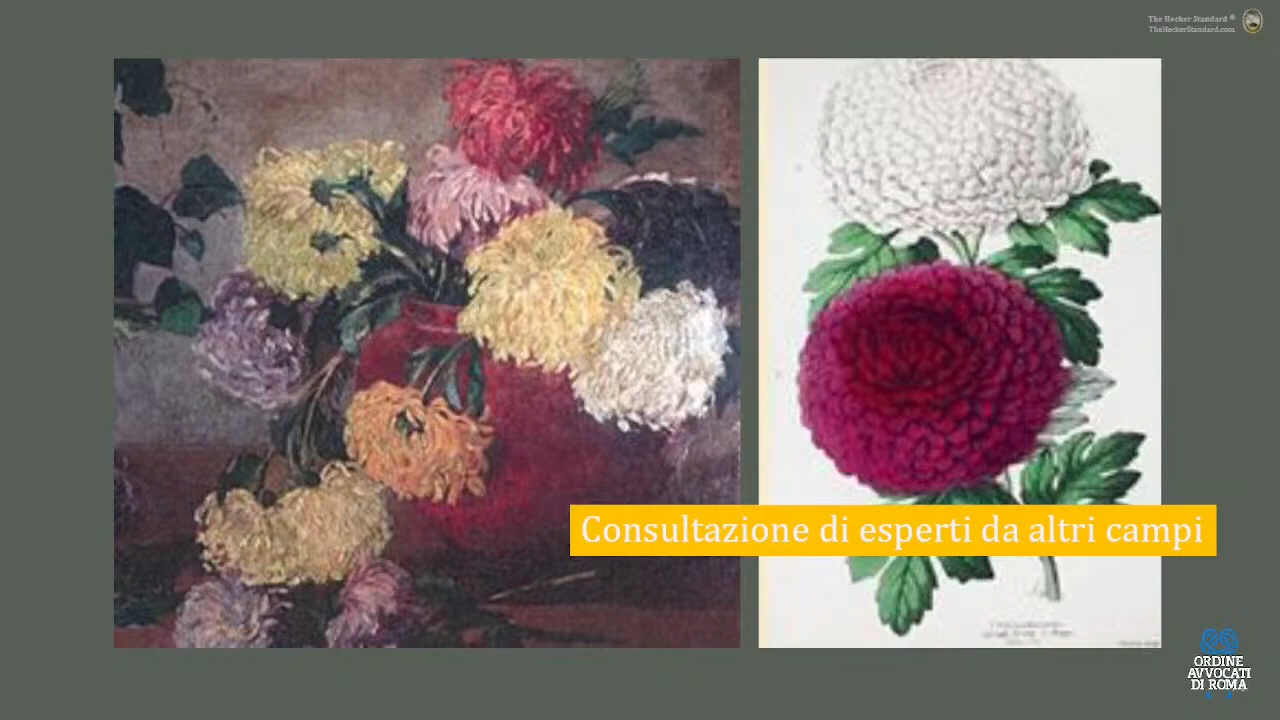 The Hecker Standard ®
TheHeckerStandard.com
Consultazione di esperti da altri campi
ORDINE
AVVOCATI
DI ROMA